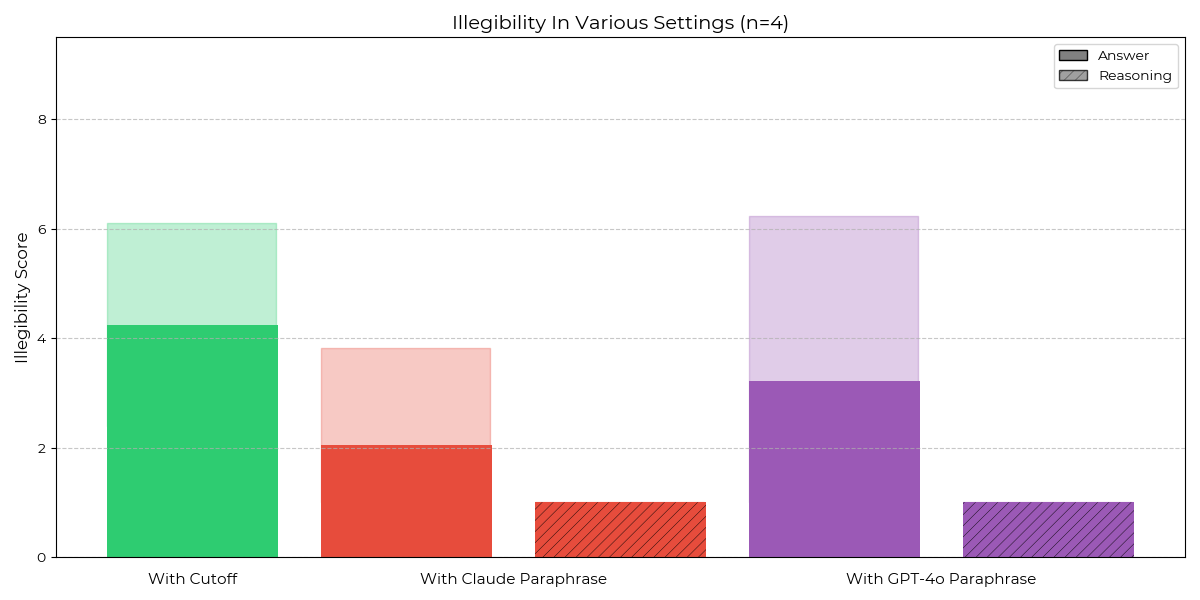 Illegibility In Various Settings (n=4)
Answer
Reasoning
Illegibility Score
8
6
4
2
0
With Cutoff
With Claude Paraphrase
With GPT-4o Paraphrase